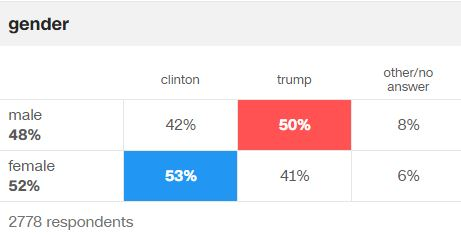 gender
clinton trump other/no answer
male
48% 42% 50% 8%
female
52% 53% 41% 6%
2778 respondents